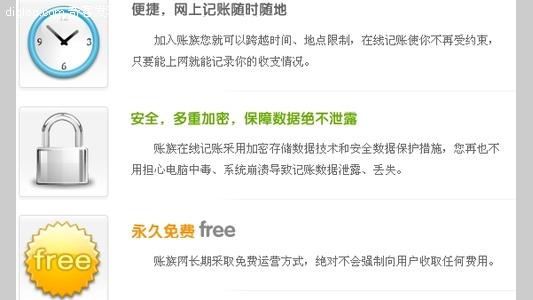 便捷，网上记账随时随地
加入账族您就可以跨越时间、地点限制，在线记账使你不再受约束，
只要能上网就能记录你的收支情况。
安全，多重加密，保障数据绝不泄露
账族在线记账采用加密存储数据技术和安全数据保护措施，您再也不
用担心电脑中毒、系统崩溃导致记账数据泄露、丢失。
永久免费 free
free
账族网长期采取免费运营方式，绝对不会强制向用户收取任何费用。